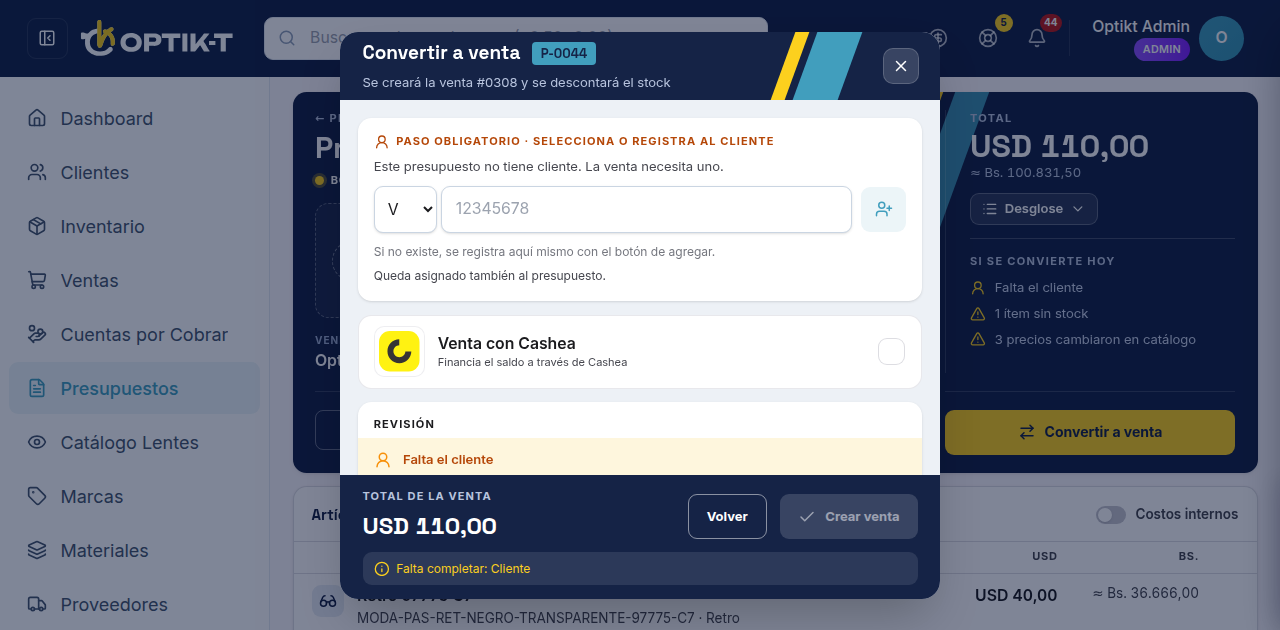 OPTIK-T
Busc
5
44
Optikt Admin
ADMIN
O
Dashboard
Clientes
Inventario
Ventas
Cuentas por Cobrar
Presupuestos
Catálogo Lentes
Marcas
Materiales
Proveedores
Convertir a venta
P-0044
Se creará la venta #0308 y se descontará el stock
PASO OBLIGATORIO · SELECCIONA O REGISTRA AL CLIENTE
Este presupuesto no tiene cliente. La venta necesita uno.
V
12345678
Si no existe, se registra aquí mismo con el botón de agregar.
Queda asignado también al presupuesto.
Venta con Cashea
Financia el saldo a través de Cashea
REVISIÓN
Falta el cliente
TOTAL DE LA VENTA
USD 110,00
Volver
Crear venta
Falta completar: Cliente
← P
Pr
B
VEN
Opt
TOTAL
USD 110,00
≈ Bs. 100.831,50
Desglose
SI SE CONVIERTE HOY
Falta el cliente
1 ítem sin stock
3 precios cambiaron en catálogo
Convertir a venta
Artí
Costos internos
USD
BS.
USD 40,00
≈ Bs. 36.666,00
MODA-PAS-RET-NEGRO-TRANSPARENTE-97775-C7 · Retro